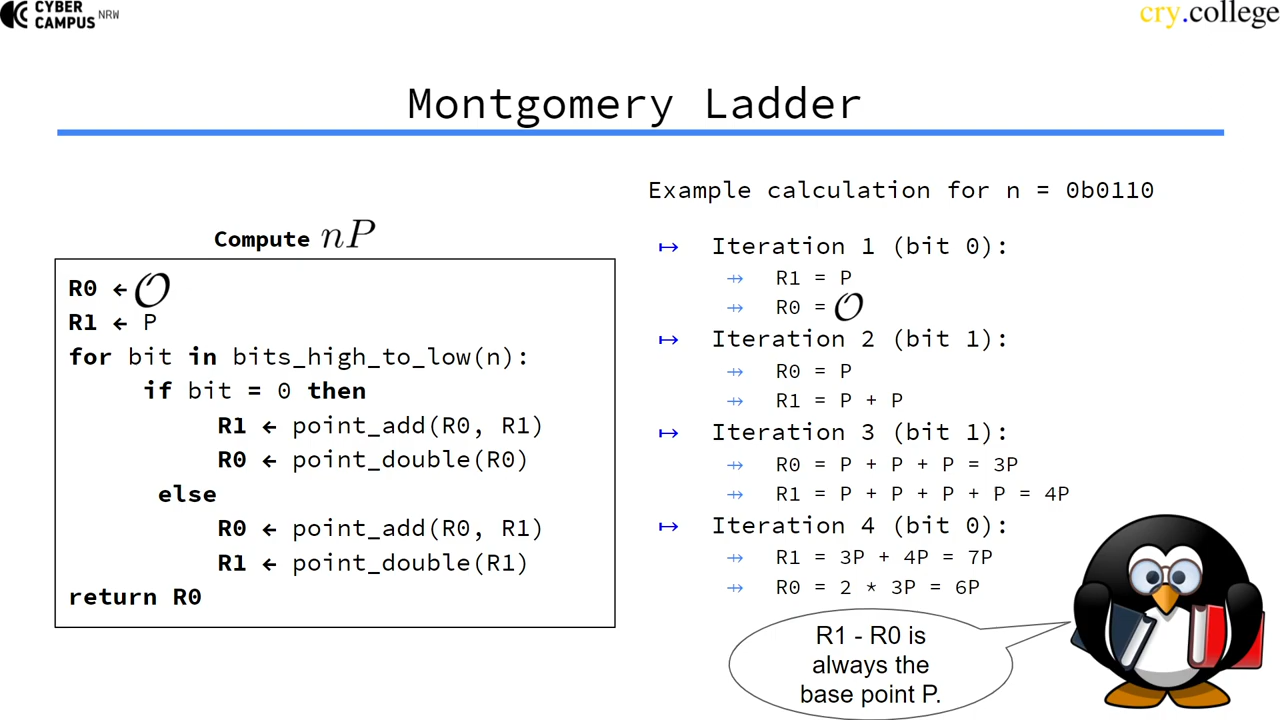 CYBER
CAMPUS NRW
cry.college
Montgomery Ladder
Compute nP
R0 ← 𝒪
R1 ← P
for bit in bits_high_to_low(n):
if bit = 0 then
R1 ← point_add(R0, R1)
R0 ← point_double(R0)
else
R0 ← point_add(R0, R1)
R1 ← point_double(R1)
return R0
Example calculation for n = 0b0110
↦ Iteration 1 (bit 0):
⇸ R1 = P
⇸ R0 = 𝒪
↦ Iteration 2 (bit 1):
⇸ R0 = P
⇸ R1 = P + P
↦ Iteration 3 (bit 1):
⇸ R0 = P + P + P = 3P
⇸ R1 = P + P + P + P = 4P
↦ Iteration 4 (bit 0):
⇸ R1 = 3P + 4P = 7P
⇸ R0 = 2 * 3P = 6P
R1 - R0 is
always the
base point P.